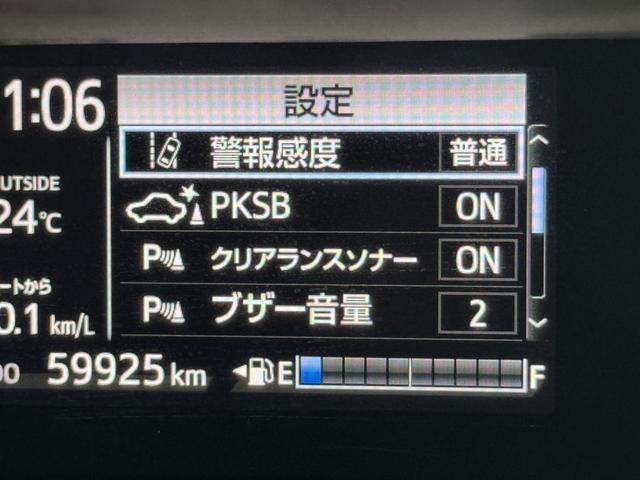 1:06
設定
警報感度 普通
OUTSIDE
24℃
PKSB ON
P クリアランスソナー ON
ートから
0.1 km/L
P ブザー音量 2
00 59925 km
E F